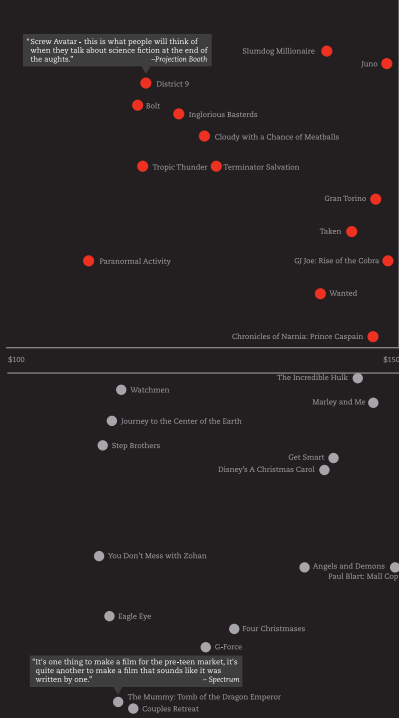 "Screw Avatar - this is what people will think of
when they talk about science fiction at the end of
the aughts."
–Projection Booth
Slumdog Millionaire
Juno
District 9
Bolt
Inglorious Basterds
Cloudy with a Chance of Meatballs
Tropic Thunder
Terminator Salvation
Gran Torino
Taken
Paranormal Activity
GJ Joe: Rise of the Cobra
Wanted
Chronicles of Narnia: Prince Caspain
$100
$150
The Incredible Hulk
Watchmen
Marley and Me
Journey to the Center of the Earth
Step Brothers
Get Smart
Disney's A Christmas Carol
You Don't Mess with Zohan
Angels and Demons
Paul Blart: Mall Cop
Eagle Eye
Four Christmases
G-Force
"It's one thing to make a film for the pre-teen market, it's
quite another to make a film that sounds like it was
written by one."
– Spectrum
The Mummy: Tomb of the Dragon Emperor
Couples Retreat